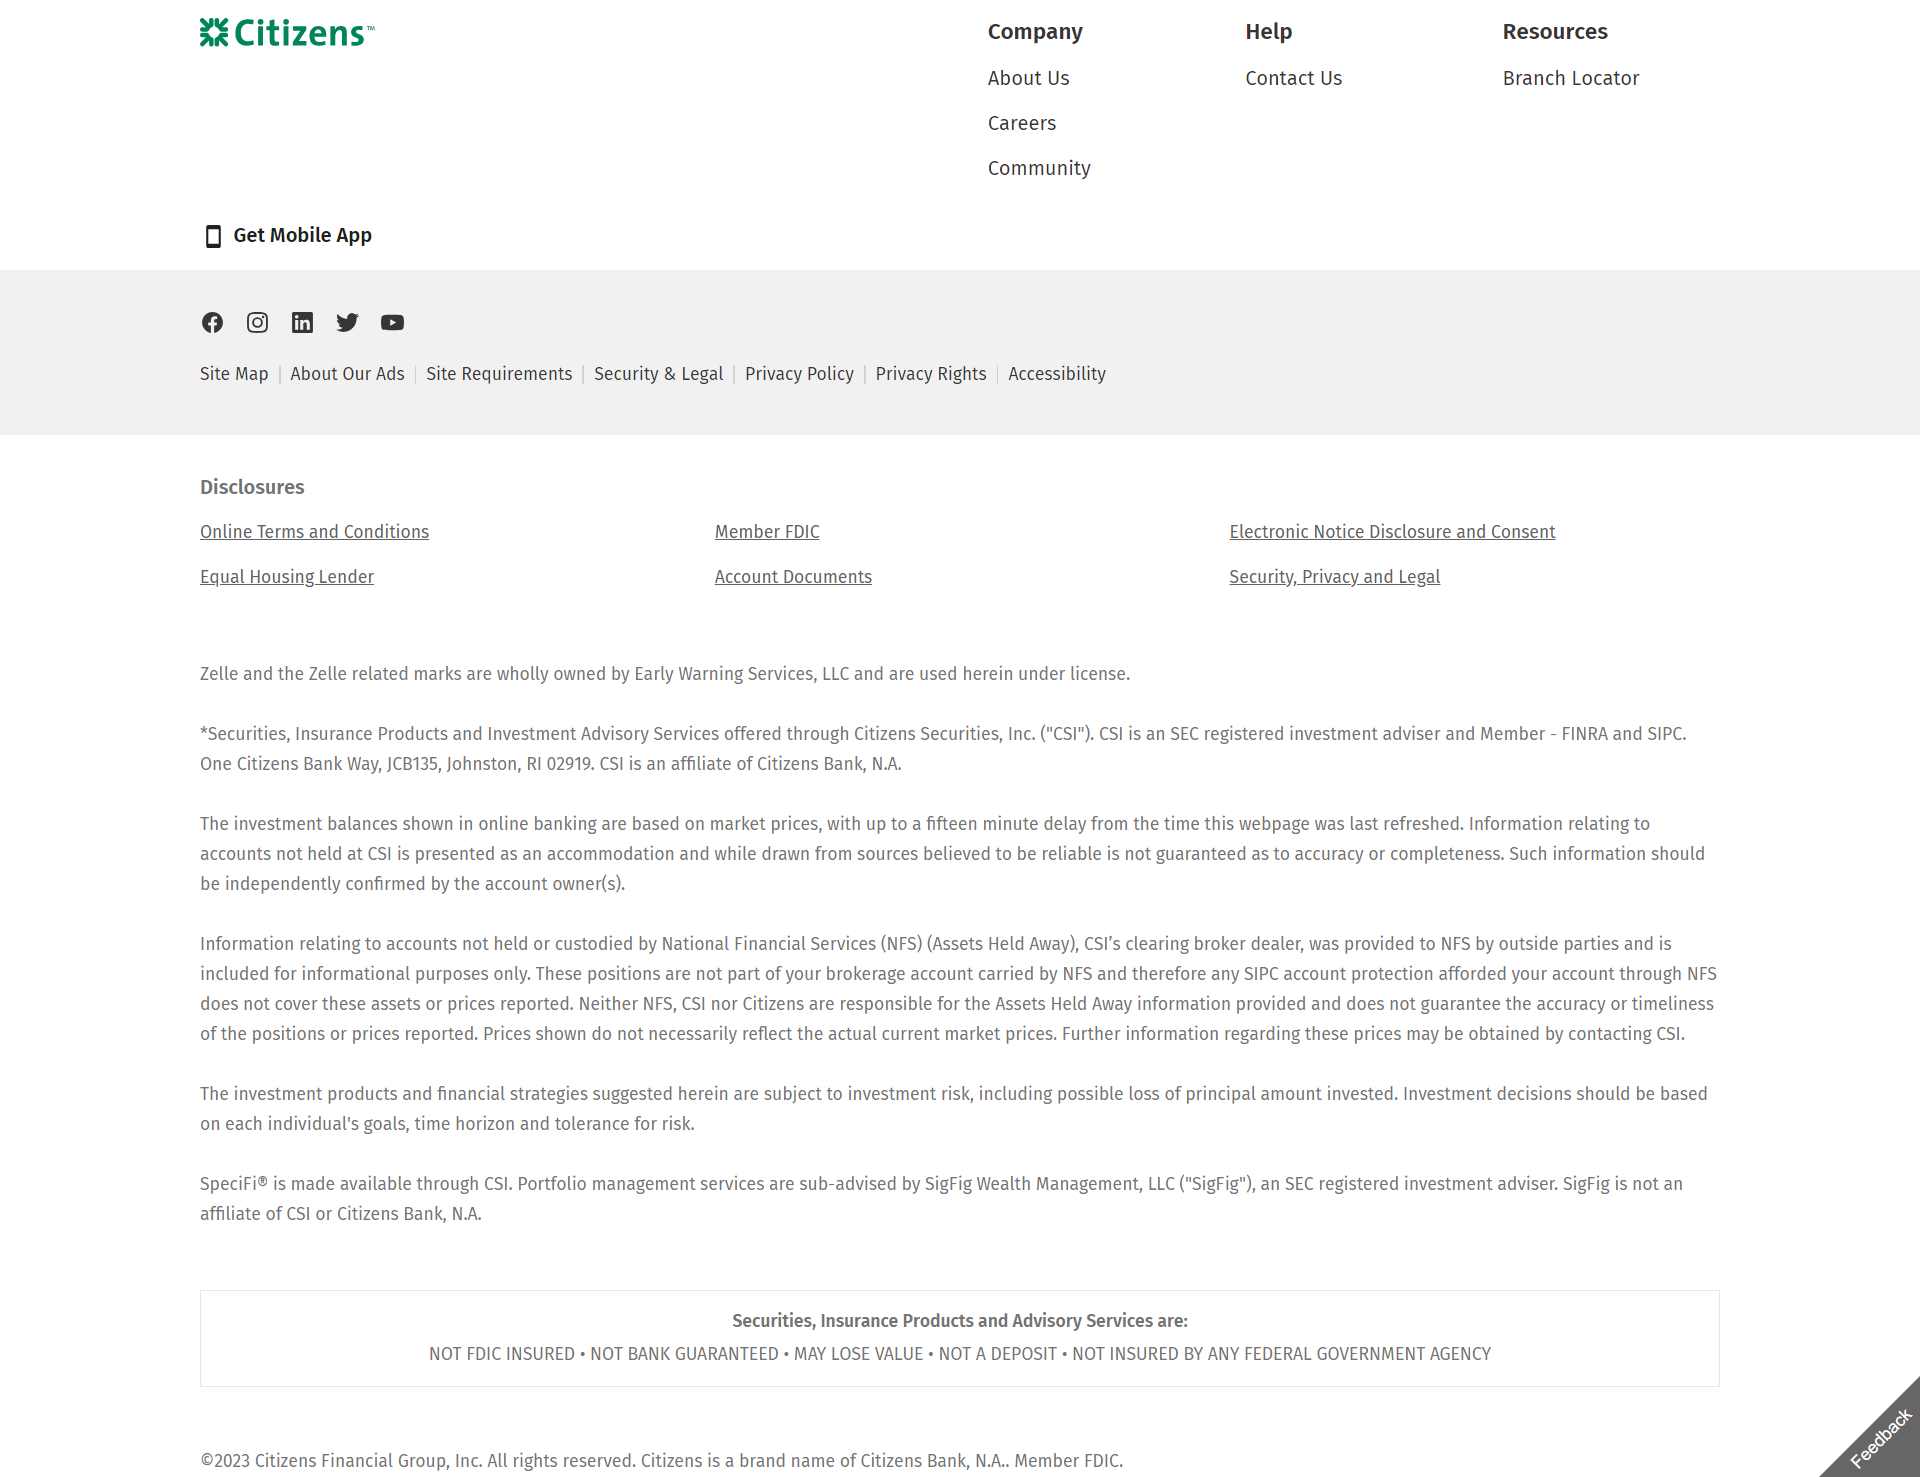 Citizens™
Company
About Us
Careers
Community
Help
Contact Us
Resources
Branch Locator
Get Mobile App
Site Map
About Our Ads
Site Requirements
Security & Legal
Privacy Policy
Privacy Rights
Accessibility
Disclosures
Online Terms and Conditions
Member FDIC
Electronic Notice Disclosure and Consent
Equal Housing Lender
Account Documents
Security, Privacy and Legal
Zelle and the Zelle related marks are wholly owned by Early Warning Services, LLC and are used herein under license.
*Securities, Insurance Products and Investment Advisory Services offered through Citizens Securities, Inc. ("CSI"). CSI is an SEC registered investment adviser and Member - FINRA and SIPC.
One Citizens Bank Way, JCB135, Johnston, RI 02919. CSI is an affiliate of Citizens Bank, N.A.
The investment balances shown in online banking are based on market prices, with up to a fifteen minute delay from the time this webpage was last refreshed. Information relating to
accounts not held at CSI is presented as an accommodation and while drawn from sources believed to be reliable is not guaranteed as to accuracy or completeness. Such information should
be independently confirmed by the account owner(s).
Information relating to accounts not held or custodied by National Financial Services (NFS) (Assets Held Away), CSI’s clearing broker dealer, was provided to NFS by outside parties and is
included for informational purposes only. These positions are not part of your brokerage account carried by NFS and therefore any SIPC account protection afforded your account through NFS
does not cover these assets or prices reported. Neither NFS, CSI nor Citizens are responsible for the Assets Held Away information provided and does not guarantee the accuracy or timeliness
of the positions or prices reported. Prices shown do not necessarily reflect the actual current market prices. Further information regarding these prices may be obtained by contacting CSI.
The investment products and financial strategies suggested herein are subject to investment risk, including possible loss of principal amount invested. Investment decisions should be based
on each individual's goals, time horizon and tolerance for risk.
SpeciFi® is made available through CSI. Portfolio management services are sub-advised by SigFig Wealth Management, LLC ("SigFig"), an SEC registered investment adviser. SigFig is not an
affiliate of CSI or Citizens Bank, N.A.
Securities, Insurance Products and Advisory Services are:
NOT FDIC INSURED • NOT BANK GUARANTEED • MAY LOSE VALUE • NOT A DEPOSIT • NOT INSURED BY ANY FEDERAL GOVERNMENT AGENCY
Feedback
©2023 Citizens Financial Group, Inc. All rights reserved. Citizens is a brand name of Citizens Bank, N.A.. Member FDIC.